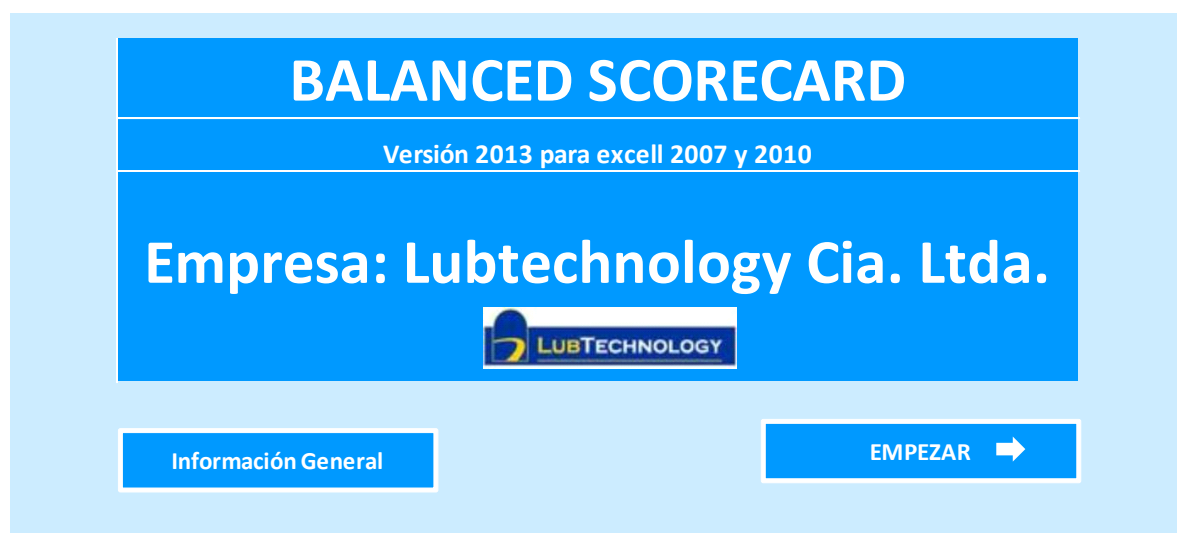 BALANCED SCORECARD
Versión 2013 para excell 2007 y 2010
Empresa: Lubtechnology Cia. Ltda.
LUBTECHNOLOGY
Información General
EMPEZAR